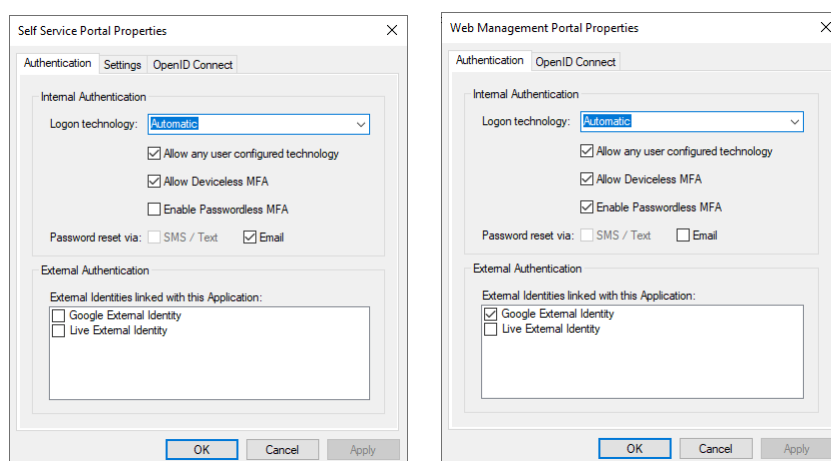 Self Service Portal Properties
Authentication Settings OpenID Connect
Internal Authentication
Logon technology: Automatic
Allow any user configured technology
Allow Deviceless MFA
Enable Passwordless MFA
Password reset via: SMS / Text Email
External Authentication
External Identities linked with this Application:
Google External Identity
Live External Identity
OK Cancel Apply
Web Management Portal Properties
Authentication OpenID Connect
Internal Authentication
Logon technology: Automatic
Allow any user configured technology
Allow Deviceless MFA
Enable Passwordless MFA
Password reset via: SMS / Text Email
External Authentication
External Identities linked with this Application:
Google External Identity
Live External Identity
OK Cancel Apply